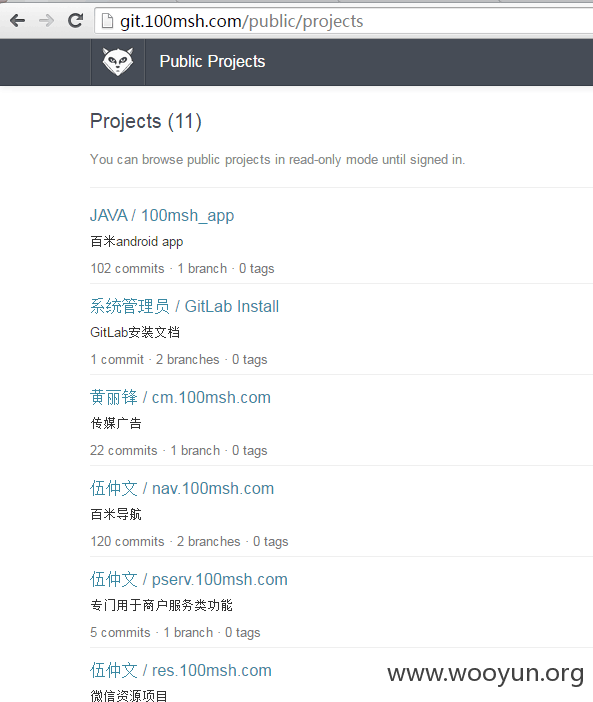 git.100msh.com/public/projects
Public Projects
Projects (11)
You can browse public projects in read-only mode until signed in.
JAVA / 100msh_app
百米android app
102 commits · 1 branch · 0 tags
系统管理员 / GitLab Install
GitLab安装文档
1 commit · 2 branches · 0 tags
黄丽锋 / cm.100msh.com
传媒广告
22 commits · 1 branch · 0 tags
伍仲文 / nav.100msh.com
百米导航
120 commits · 2 branches · 0 tags
伍仲文 / pserv.100msh.com
专门用于商户服务类功能
5 commits · 1 branch · 0 tags
伍仲文 / res.100msh.com
微信资源项目
www.wooyun.org